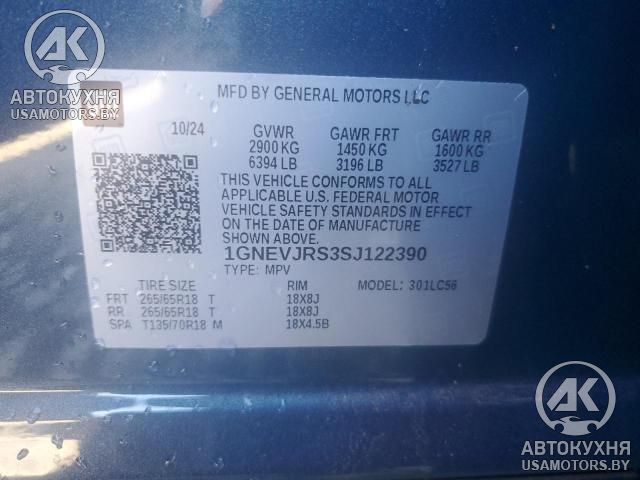 AK
АВТОКУХНЯ
USAMOTORS.BY
MFD BY GENERAL MOTORS LLC
10/24 GVWR GAWR FRT GAWR RR
2900 KG 1450 KG 1600 KG
6394 LB 3196 LB 3527 LB
THIS VEHICLE CONFORMS TO ALL
APPLICABLE U.S. FEDERAL MOTOR
VEHICLE SAFETY STANDARDS IN EFFECT
ON THE DATE OF MANUFACTURE
SHOWN ABOVE.
1GNEVJRS3SJ122390
TYPE: MPV MODEL: 301LC56
TIRE SIZE RIM
FRT 265/65R18 T 18X8J
RR 265/65R18 T 18X8J
SPA T135/70R18 M 18X4.5B
AK
АВТОКУХНЯ
USAMOTORS.BY